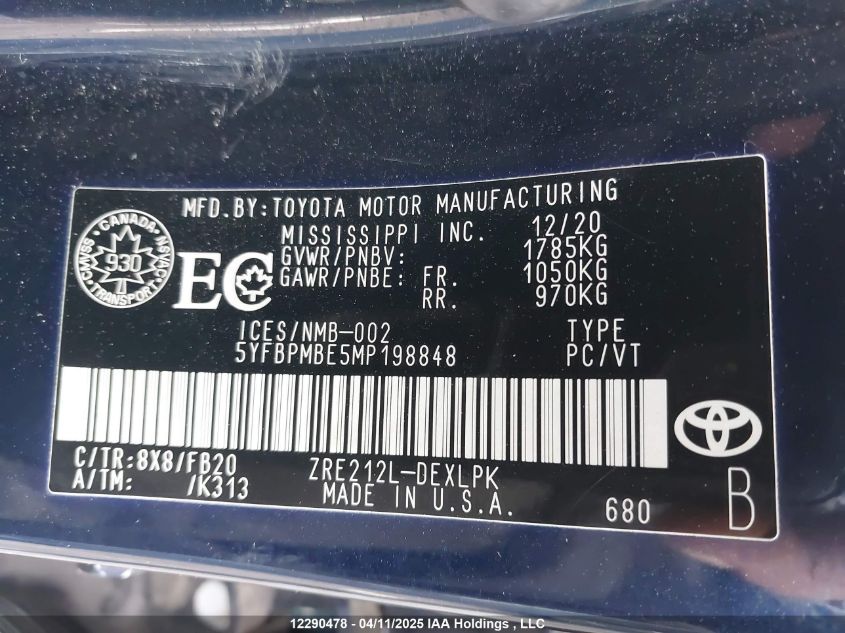 MFD.BY:TOYOTA MOTOR MANUFACTURING
MISSISSIPPI INC. 12/20
GVWR/PNBV: 1785KG
GAWR/PNBE: FR. 1050KG
RR. 970KG
CANADA
CMVSS 930 NSVAC
TRANSPORT
EC
ICES/NMB-002 TYPE
5YFBPMBE5MP198848 PC/VT
C/TR:8X8/FB20 ZRE212L-DEXLPK
A/TM: /K313 MADE IN U.S.A.
680 B
12290478 - 04/11/2025 IAA Holdings , LLC